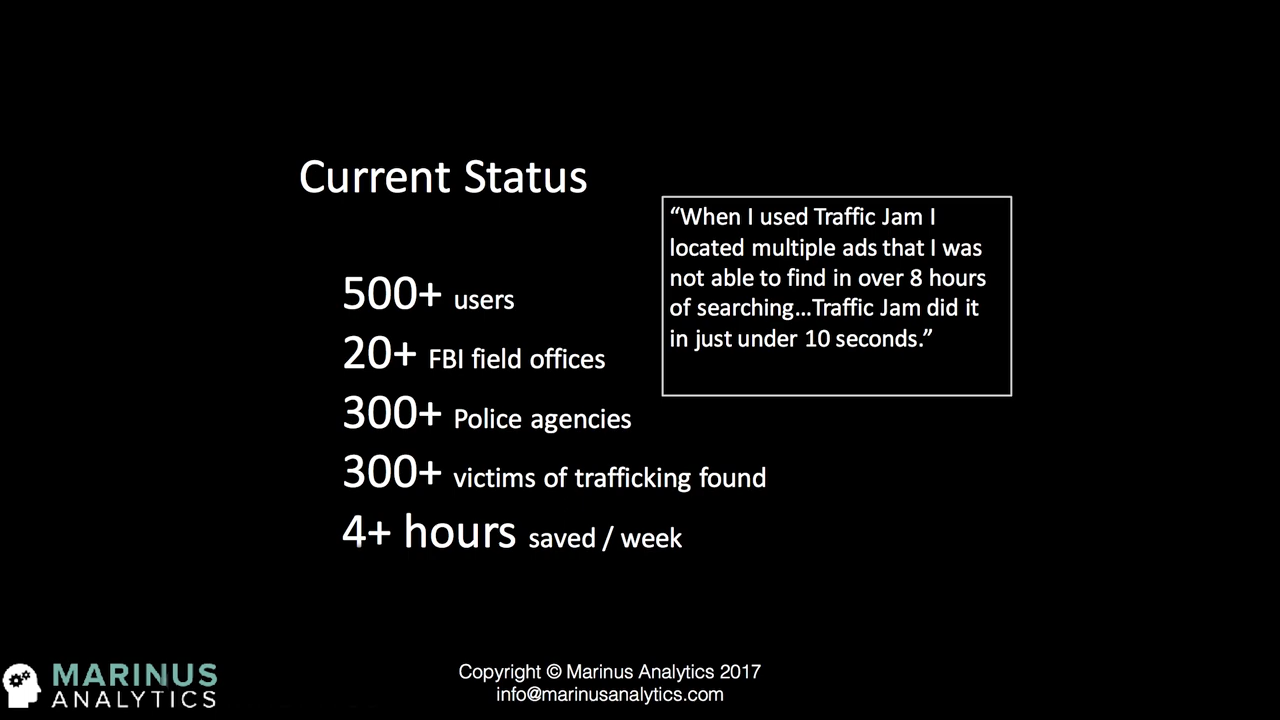 Current Status
“When I used Traffic Jam I
located multiple ads that I was
not able to find in over 8 hours
of searching…Traffic Jam did it
in just under 10 seconds.”
500+ users
20+ FBI field offices
300+ Police agencies
300+ victims of trafficking found
4+ hours saved / week
MARINUS
ANALYTICS
Copyright © Marinus Analytics 2017
info@marinusanalytics.com